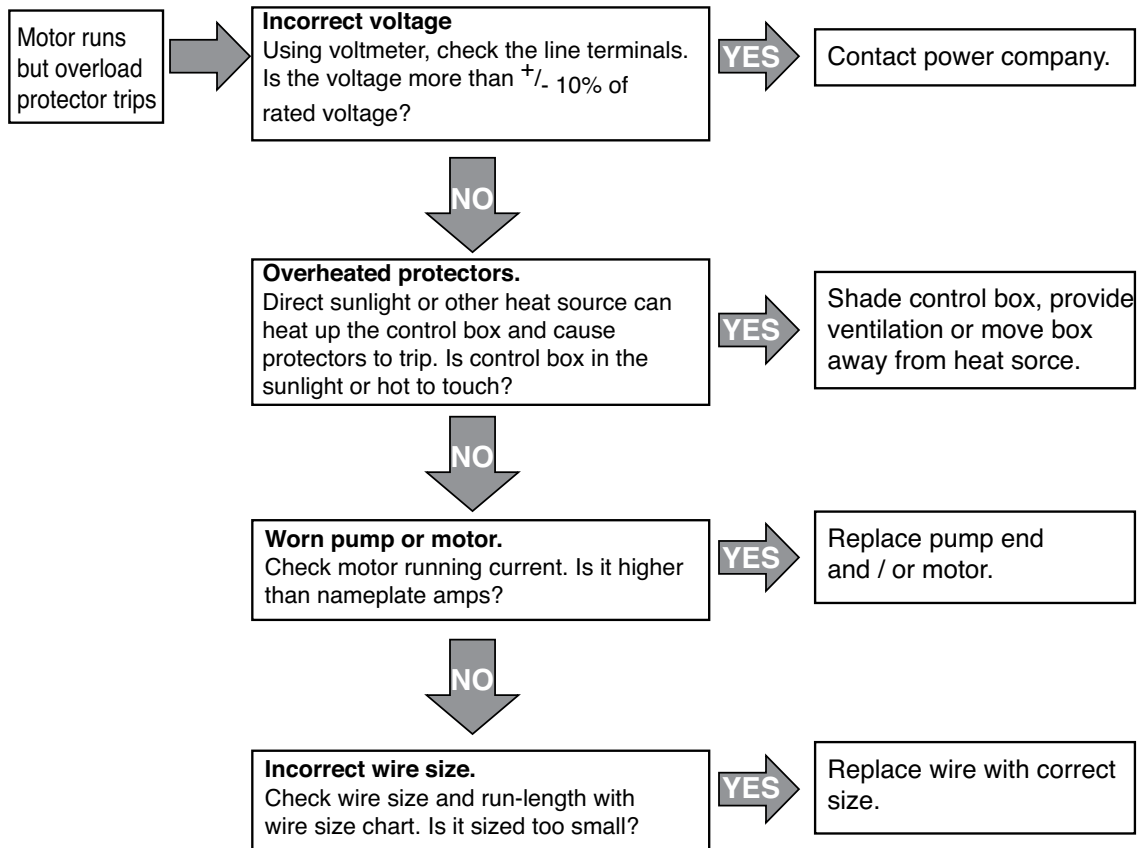 Motor runs
but overload
protector trips
Incorrect voltage
Using voltmeter, check the line terminals.
Is the voltage more than +/- 10% of
rated voltage?
YES
Contact power company.
NO
Overheated protectors.
Direct sunlight or other heat source can
heat up the control box and cause
protectors to trip. Is control box in the
sunlight or hot to touch?
YES
Shade control box, provide
ventilation or move box
away from heat sorce.
NO
Worn pump or motor.
Check motor running current. Is it higher
than nameplate amps?
YES
Replace pump end
and / or motor.
NO
Incorrect wire size.
Check wire size and run-length with
wire size chart. Is it sized too small?
YES
Replace wire with correct
size.